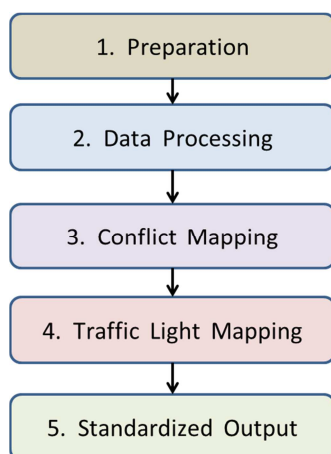 1. Preparation
2. Data Processing
3. Conflict Mapping
4. Traffic Light Mapping
5. Standardized Output